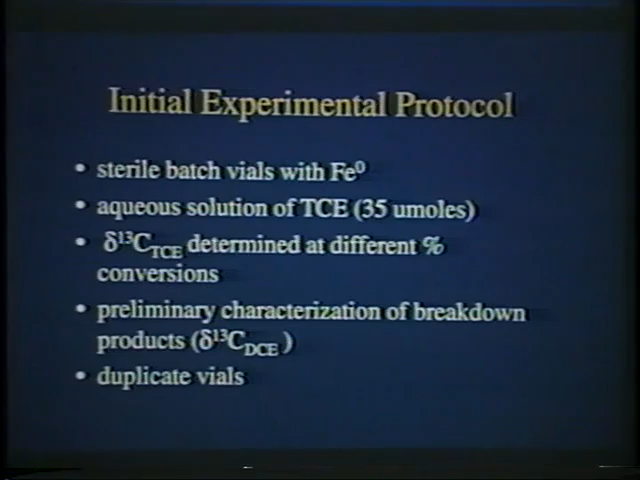 Initial Experimental Protocol
• sterile batch vials with Fe⁰
• aqueous solution of TCE (35 umoles)
• δ¹³C_TCE determined at different %
conversions
• preliminary characterization of breakdown
products (δ¹³C_DCE )
• duplicate vials